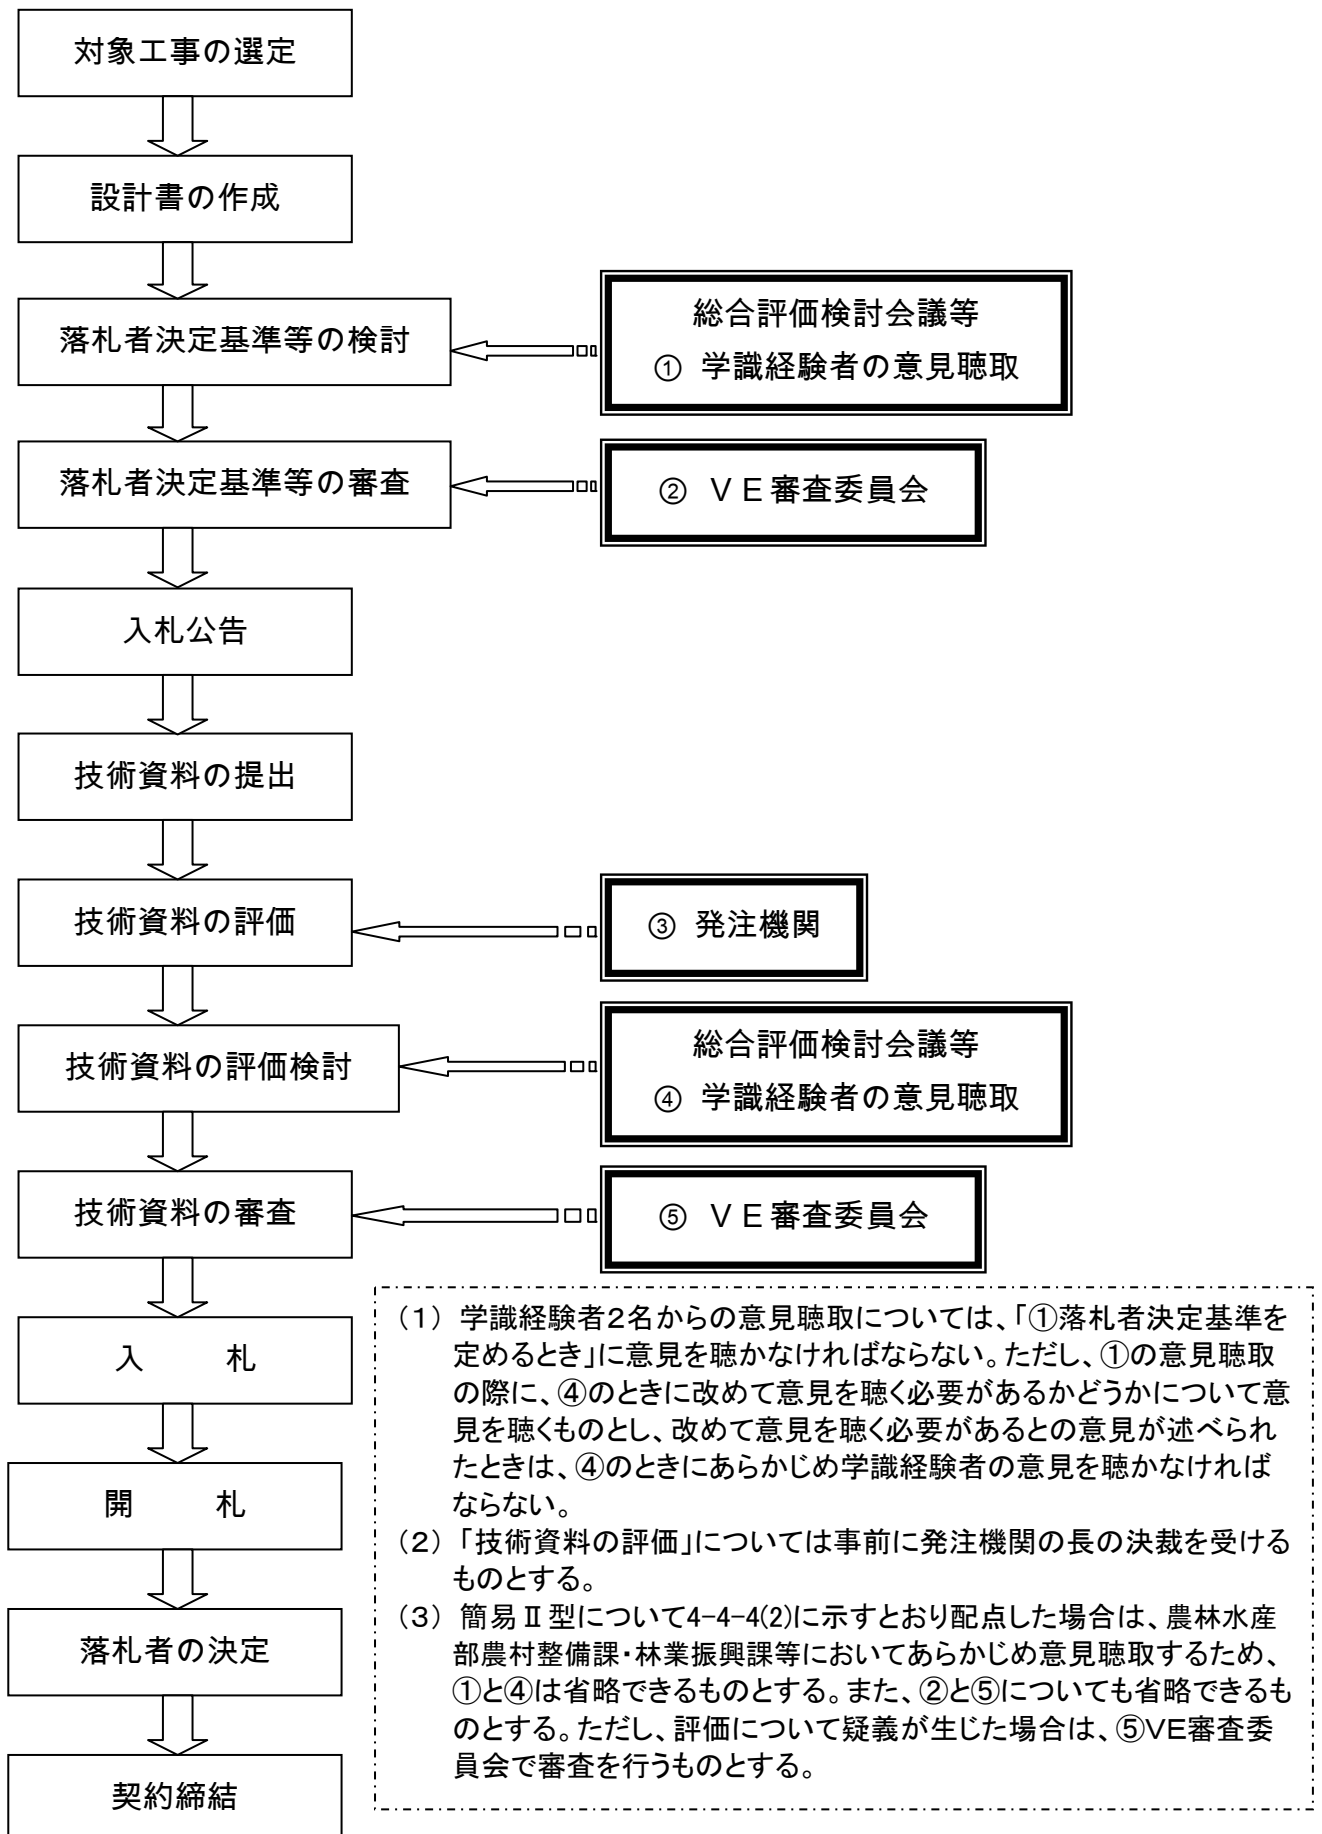 対象工事の選定
設計書の作成
落札者決定基準等の検討
総合評価検討会議等
① 学識経験者の意見聴取
落札者決定基準等の審査
② ＶＥ審査委員会
入札公告
技術資料の提出
技術資料の評価
③ 発注機関
技術資料の評価検討
総合評価検討会議等
④ 学識経験者の意見聴取
技術資料の審査
⑤ ＶＥ審査委員会
入　　札
開　　札
落札者の決定
契約締結
（１） 学識経験者２名からの意見聴取については、「①落札者決定基準を
定めるとき」に意見を聴かなければならない。ただし、①の意見聴取
の際に、④のときに改めて意見を聴く必要があるかどうかについて意
見を聴くものとし、改めて意見を聴く必要があるとの意見が述べられ
たときは、④のときにあらかじめ学識経験者の意見を聴かなければ
ならない。
（２） 「技術資料の評価」については事前に発注機関の長の決裁を受ける
ものとする。
（３） 簡易Ⅱ型について4-4-4(2)に示すとおり配点した場合は、農林水産
部農村整備課・林業振興課等においてあらかじめ意見聴取するため、
①と④は省略できるものとする。また、②と⑤についても省略できるも
のとする。ただし、評価について疑義が生じた場合は、⑤ＶＥ審査委
員会で審査を行うものとする。